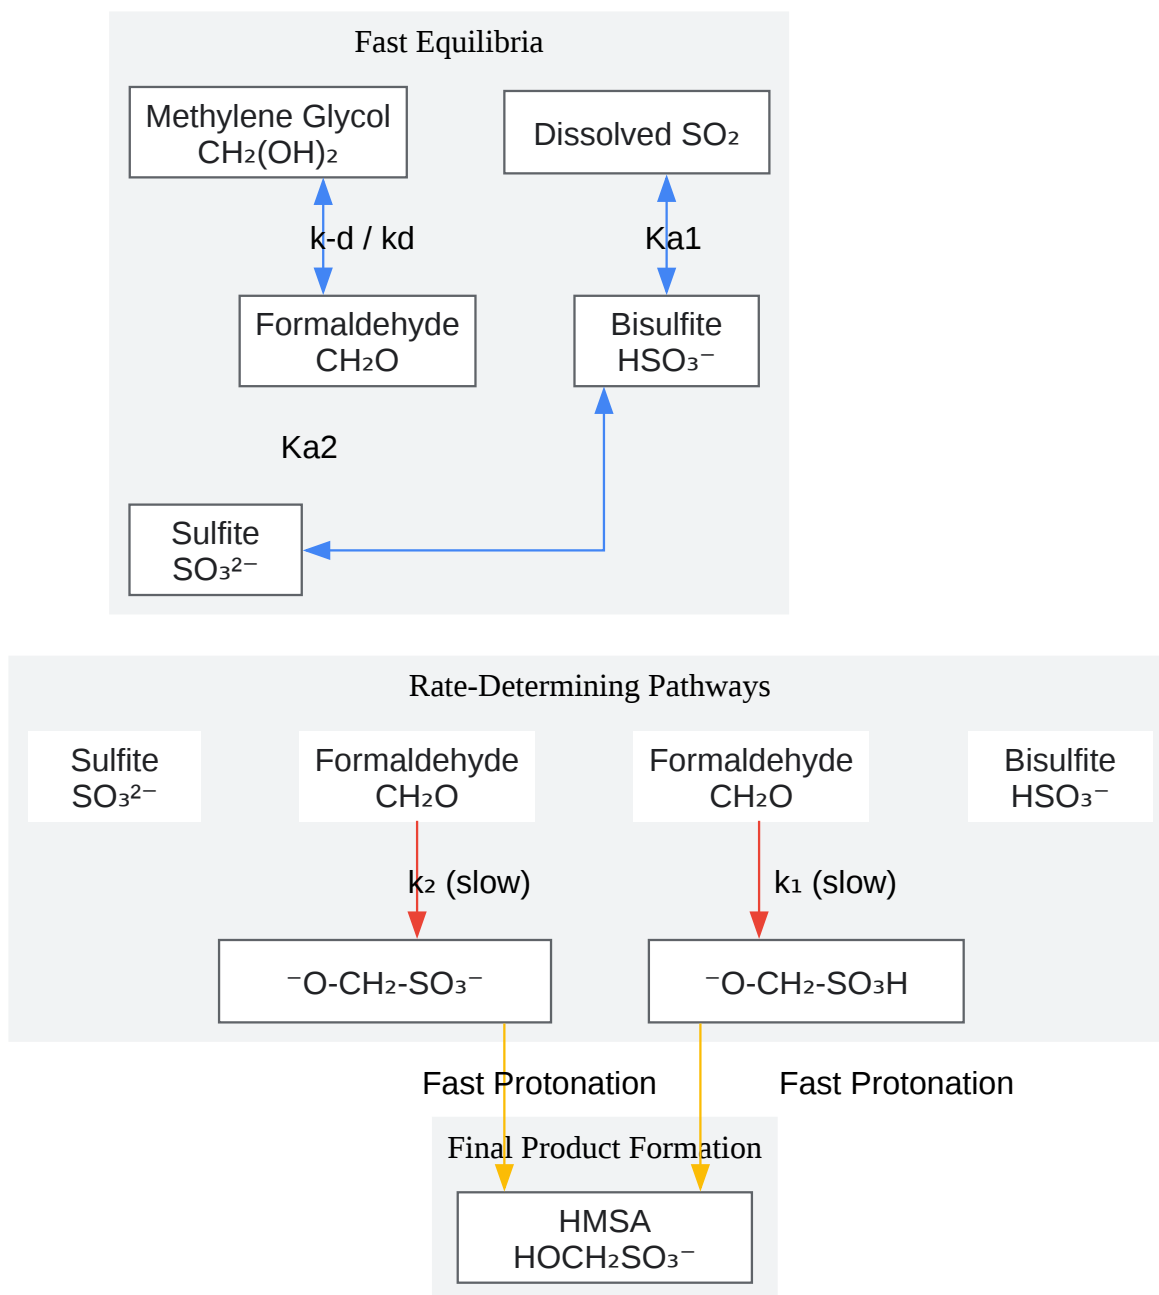 Fast Equilibria
Methylene Glycol
CH₂(OH)₂
Dissolved SO₂
k-d / kd
Ka1
Formaldehyde
CH₂O
Bisulfite
HSO₃⁻
Ka2
Sulfite
SO₃²⁻
Rate-Determining Pathways
Sulfite
SO₃²⁻
Formaldehyde
CH₂O
Formaldehyde
CH₂O
Bisulfite
HSO₃⁻
k₂ (slow)
k₁ (slow)
⁻O-CH₂-SO₃⁻
⁻O-CH₂-SO₃H
Fast Protonation
Fast Protonation
Final Product Formation
HMSA
HOCH₂SO₃⁻